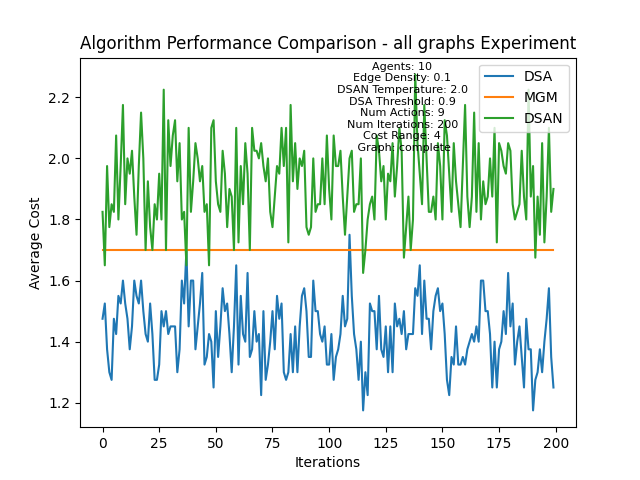 Algorithm Performance Comparison - all graphs Experiment
Agents: 10
Edge Density: 0.1
DSAN Temperature: 2.0
DSA Threshold: 0.9
Num Actions: 9
Num Iterations: 200
Cost Range: 4
Graph: complete
DSA
MGM
DSAN
Average Cost
2.2
2.0
1.8
1.6
1.4
1.2
0
25
50
75
100
125
150
175
200
Iterations